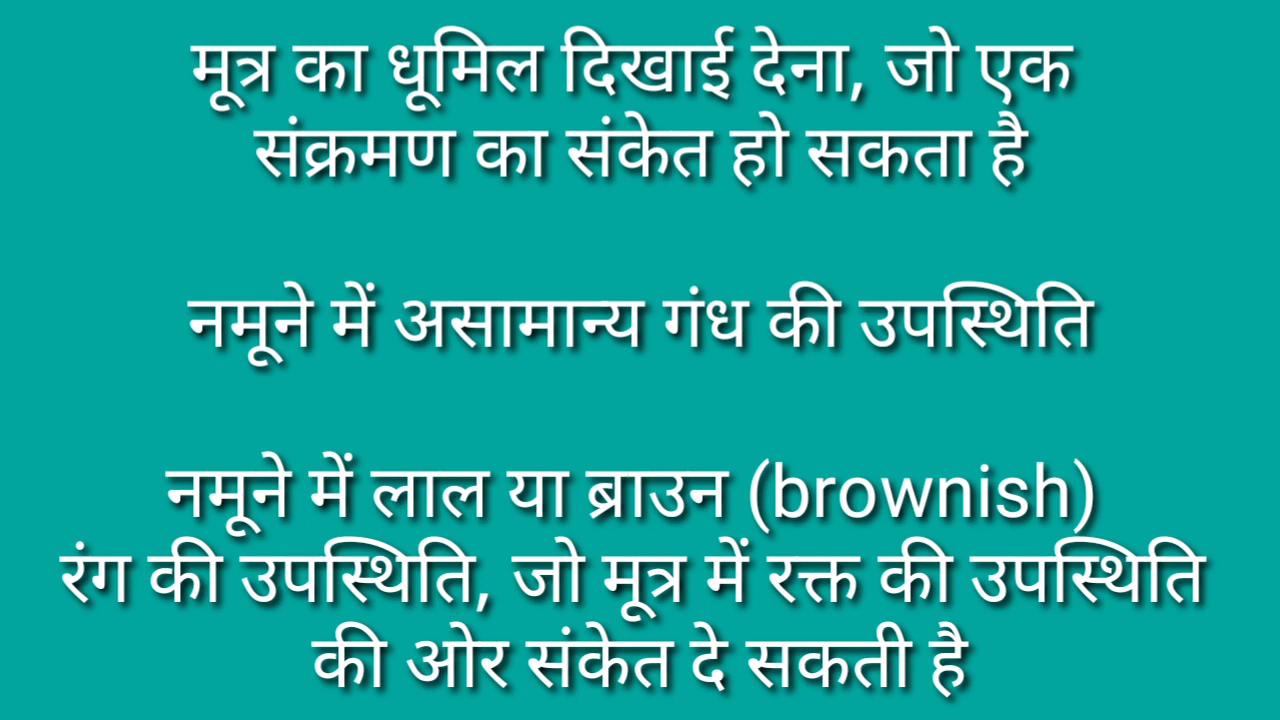 मूत्र का धूमिल दिखाई देना, जो एक
संक्रमण का संकेत हो सकता है
नमूने में असामान्य गंध की उपस्थिति
नमूने में लाल या ब्राउन (brownish)
रंग की उपस्थिति, जो मूत्र में रक्त की उपस्थिति
की ओर संकेत दे सकती है